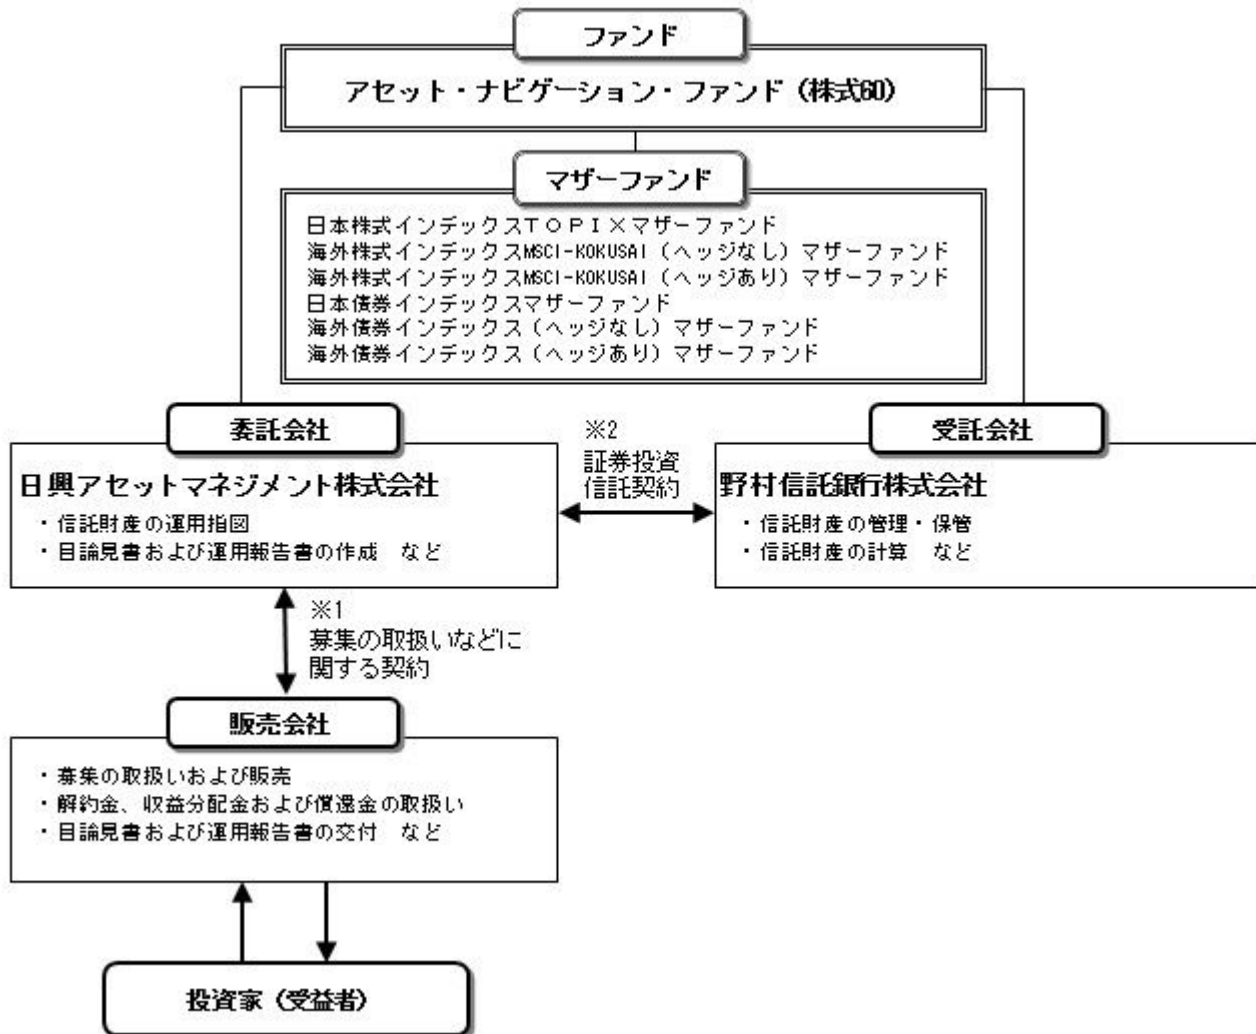 ファンド
アセット・ナビゲーション・ファンド（株式60）
マザーファンド
日本株式インデックスＴＯＰＩＸマザーファンド
海外株式インデックスMSCI-KOKUSAI（ヘッジなし）マザーファンド
海外株式インデックスMSCI-KOKUSAI（ヘッジあり）マザーファンド
日本債券インデックスマザーファンド
海外債券インデックス（ヘッジなし）マザーファンド
海外債券インデックス（ヘッジあり）マザーファンド
委託会社
日興アセットマネジメント株式会社
・信託財産の運用指図
・目論見書および運用報告書の作成　など
※2
証券投資
信託契約
受託会社
野村信託銀行株式会社
・信託財産の管理・保管
・信託財産の計算　など
※1
募集の取扱いなどに
関する契約
販売会社
・募集の取扱いおよび販売
・解約金、収益分配金および償還金の取扱い
・目論見書および運用報告書の交付　など
投資家（受益者）